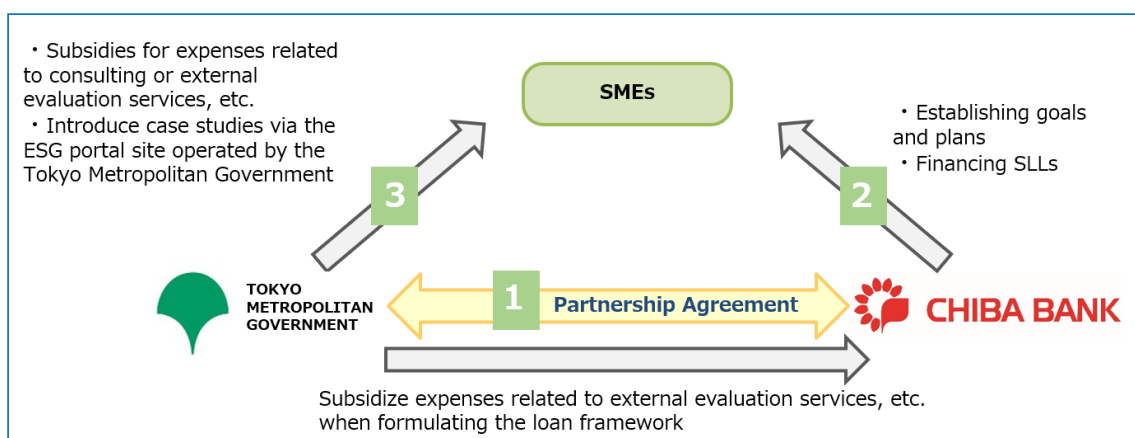 ・Subsidies for expenses related
to consulting or external
evaluation services, etc.
・Introduce case studies via the
ESG portal site operated by the
Tokyo Metropolitan Government
SMEs
・Establishing goals
and plans
・Financing SLLs
3
2
TOKYO
METROPOLITAN
GOVERNMENT
1
Partnership Agreement
CHIBA BANK
Subsidize expenses related to external evaluation services, etc.
when formulating the loan framework